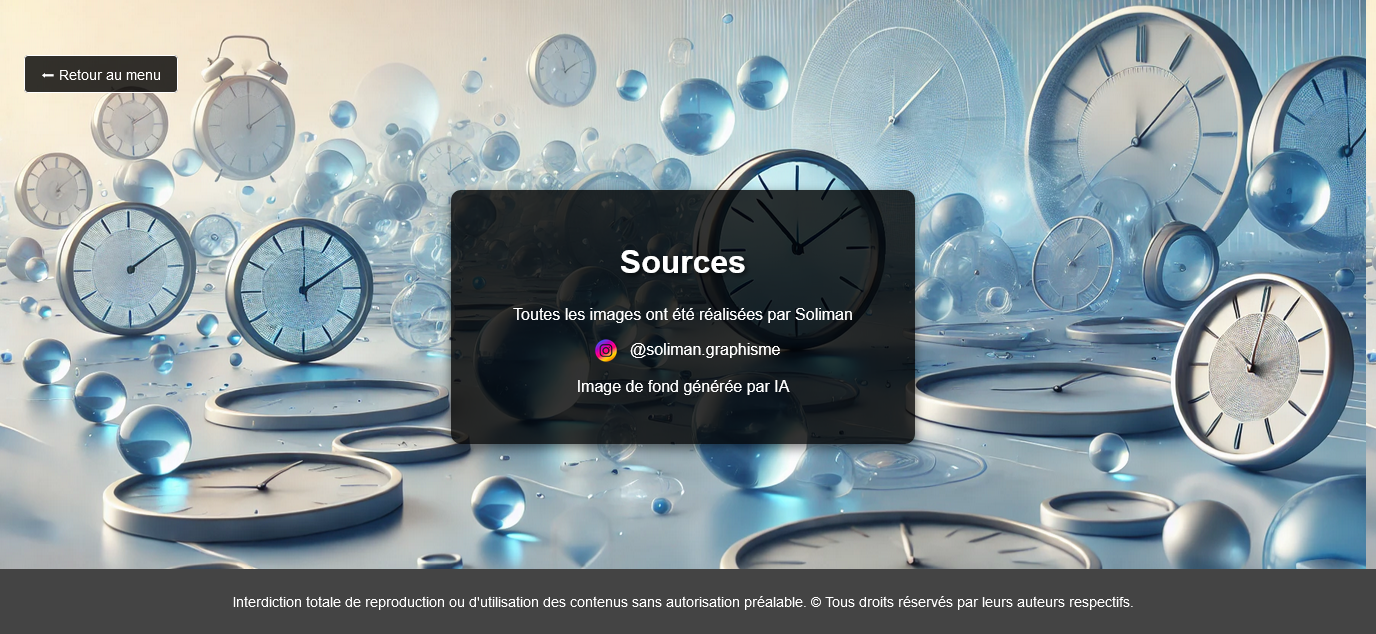 ⬅ Retour au menu
Sources
Toutes les images ont été réalisées par Soliman
@soliman.graphisme
Image de fond générée par IA
Interdiction totale de reproduction ou d'utilisation des contenus sans autorisation préalable. © Tous droits réservés par leurs auteurs respectifs.